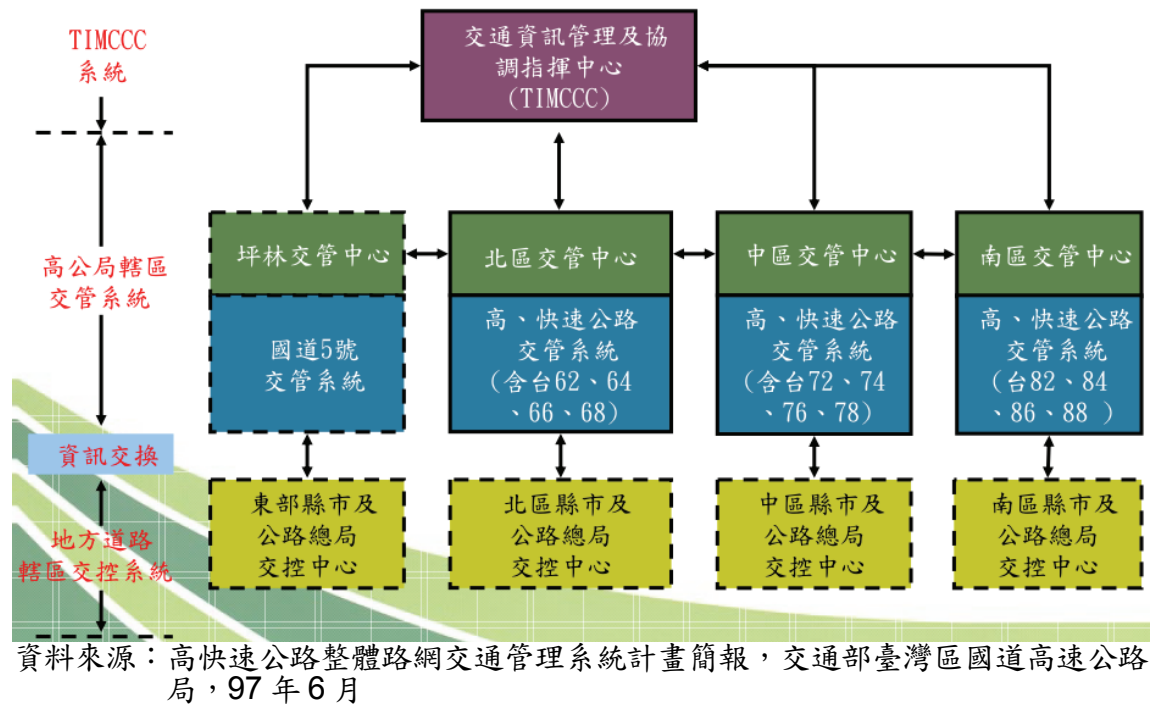 TIMCCC
系統
交通資訊管理及協
調指揮中心
(TIMCCC)
高公局轄區
交管系統
坪林交管中心
北區交管中心
中區交管中心
南區交管中心
國道5號
交管系統
高、快速公路
交管系統
(含台62、64
、66、68)
高、快速公路
交管系統
(含台72、74
、76、78)
高、快速公路
交管系統
(台82、84
、86、88 )
資訊交換
地方道路
轄區交控系統
東部縣市及
公路總局
交控中心
北區縣市及
公路總局
交控中心
中區縣市及
公路總局
交控中心
南區縣市及
公路總局
交控中心
資料來源：高快速公路整體路網交通管理系統計畫簡報，交通部臺灣區國道高速公路
局，97 年 6 月